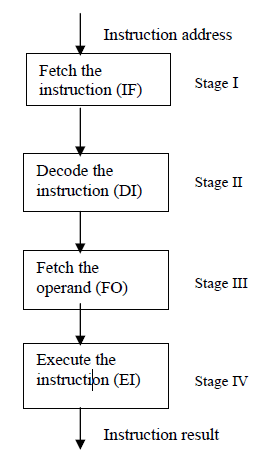 Instruction address
Fetch the
instruction (IF)
Stage I
Decode the
instruction (DI)
Stage II
Fetch the
operand (FO)
Stage III
Execute the
instruction (EI)
Stage IV
Instruction result